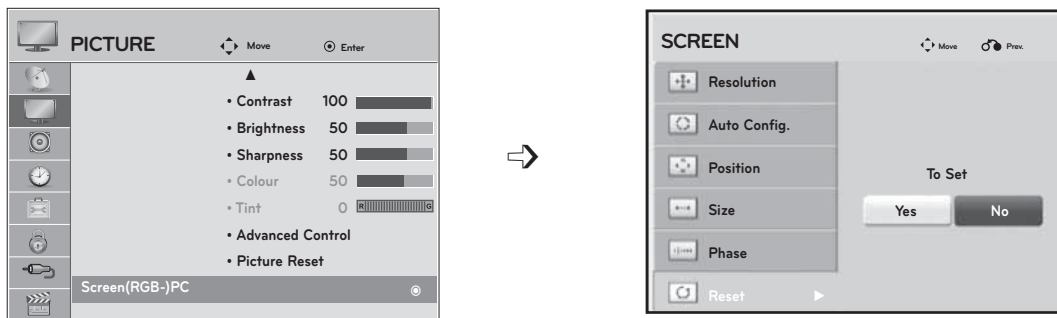 PICTURE Move Enter
▲
• Contrast 100
• Brightness 50
• Sharpness 50
• Colour 50
• Tint 0 R G
• Advanced Control
• Picture Reset
Screen(RGB-)PC
SCREEN Move Prev.
Resolution
Auto Config.
Position
Size
Phase
Reset
To Set
Yes No